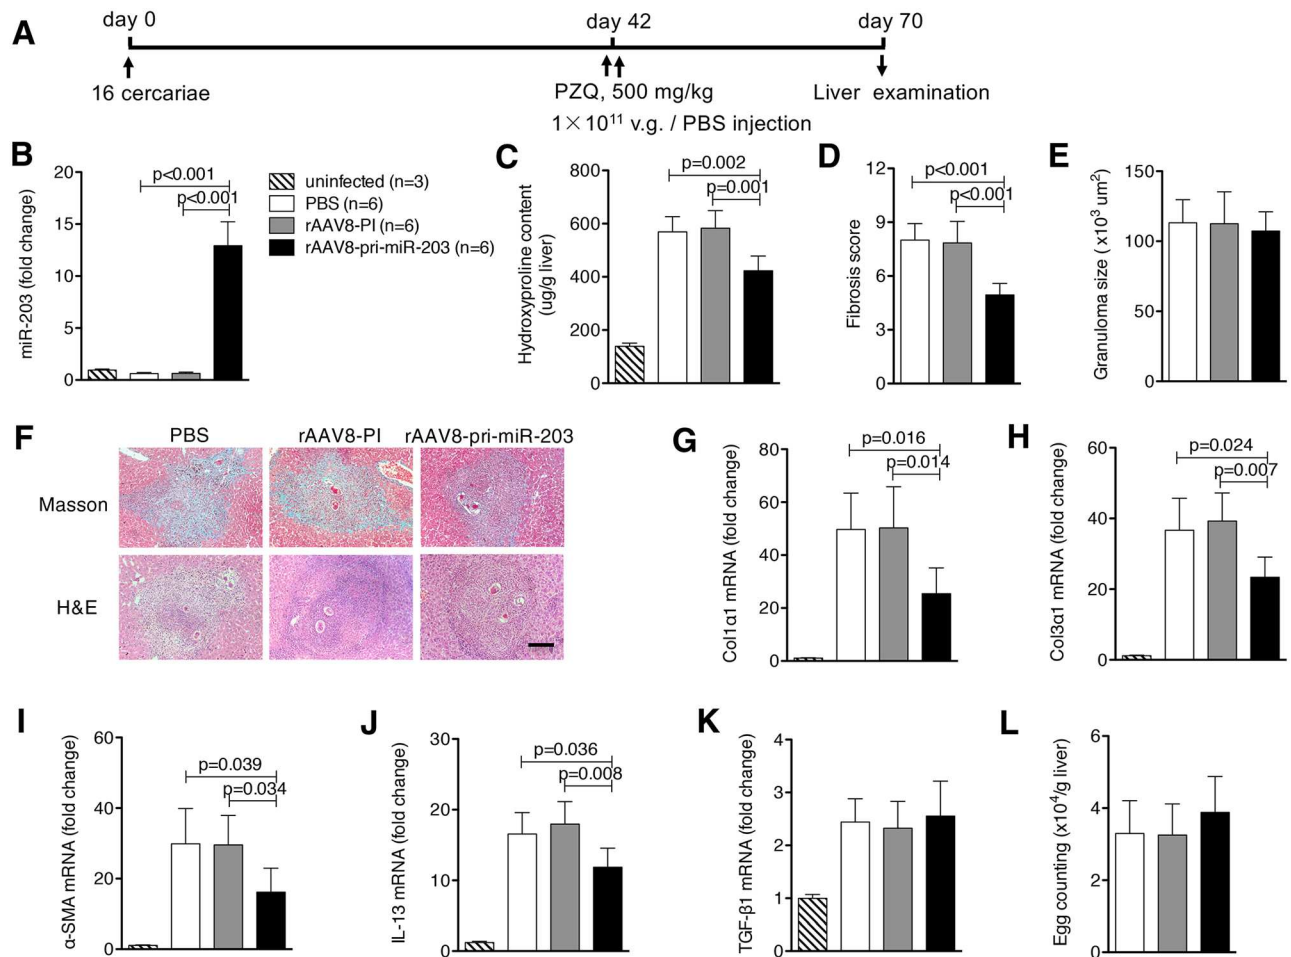 A
day 0
day 42
day 70
16 cercariae
PZQ, 500 mg/kg
1×10¹¹ v.g. / PBS injection
Liver examination
B
miR-203 (fold change)
20
15
10
5
0
p<0.001
p<0.001
uninfected (n=3)
PBS (n=6)
rAAV8-PI (n=6)
rAAV8-pri-miR-203 (n=6)
C
Hydroxyproline content
(ug/g liver)
800
600
400
200
0
p=0.002
p=0.001
D
Fibrosis score
12
9
6
3
0
p<0.001
p<0.001
E
Granuloma size ( x10³ um²)
150
100
50
0
F
PBS
rAAV8-PI
rAAV8-pri-miR-203
Masson
H&E
G
Col1α1 mRNA (fold change)
80
60
40
20
0
p=0.016
p=0.014
H
Col3α1 mRNA (fold change)
60
40
20
0
p=0.024
p=0.007
I
α-SMA mRNA (fold change)
60
40
20
0
p=0.039
p=0.034
J
IL-13 mRNA (fold change)
30
20
10
0
p=0.036
p=0.008
K
TGF-β1 mRNA (fold change)
4
3
2
1
0
L
Egg counting (x10⁴/g liver)
6
4
2
0